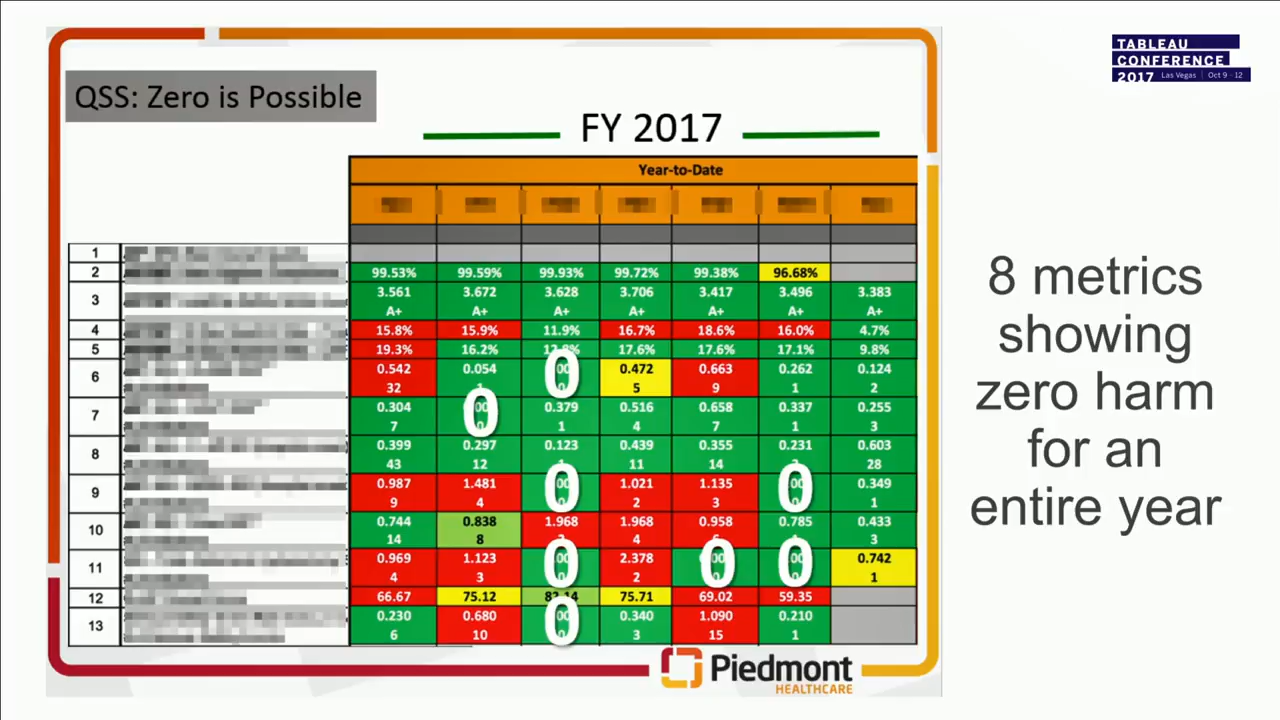 TABLEAU
CONFERENCE
2017 Las Vegas | Oct 9 - 12
QSS: Zero is Possible
FY 2017
Year-to-Date
1
2 99.53% 99.59% 99.93% 99.72% 99.38% 96.68%
3 3.561 3.672 3.628 3.706 3.417 3.496 3.383
A+ A+ A+ A+ A+ A+ A+
4 15.8% 15.9% 11.9% 16.7% 18.6% 16.0% 4.7%
5 19.3% 16.2% 17.6% 17.6% 17.1% 9.8%
6 0.542 0.054 0 0.472 0.663 0.262 0.124
32 5 9 1 2
7 0.304 0 0.379 0.516 0.658 0.337 0.255
7 1 4 7 1 3
8 0.399 0.297 0.123 0.439 0.355 0.231 0.603
43 12 11 14 28
9 0.987 1.481 0 1.021 1.135 0 0.349
9 4 2 3 1
10 0.744 0.838 1.968 1.968 0.958 0.785 0.433
14 8 4 3
11 0.969 1.123 0 2.378 0 0 0.742
4 3 2 1
12 66.67 75.12 75.71 69.02 59.35
13 0.230 0.680 0 0.340 1.090 0.210
6 10 3 15 1
Piedmont
HEALTHCARE
8 metrics
showing
zero harm
for an
entire year